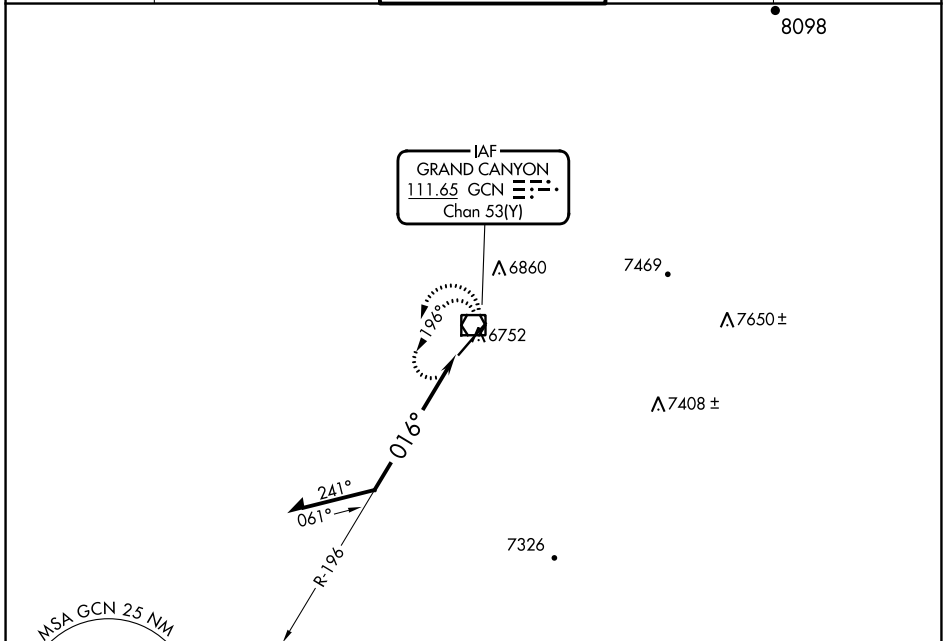 8098
IAF
GRAND CANYON
111.65 GCN
Chan 53(Y)
6860
7469
7650 ±
196°
6752
7408 ±
016°
241°
061°
7326
R-196
MSA GCN 25 NM